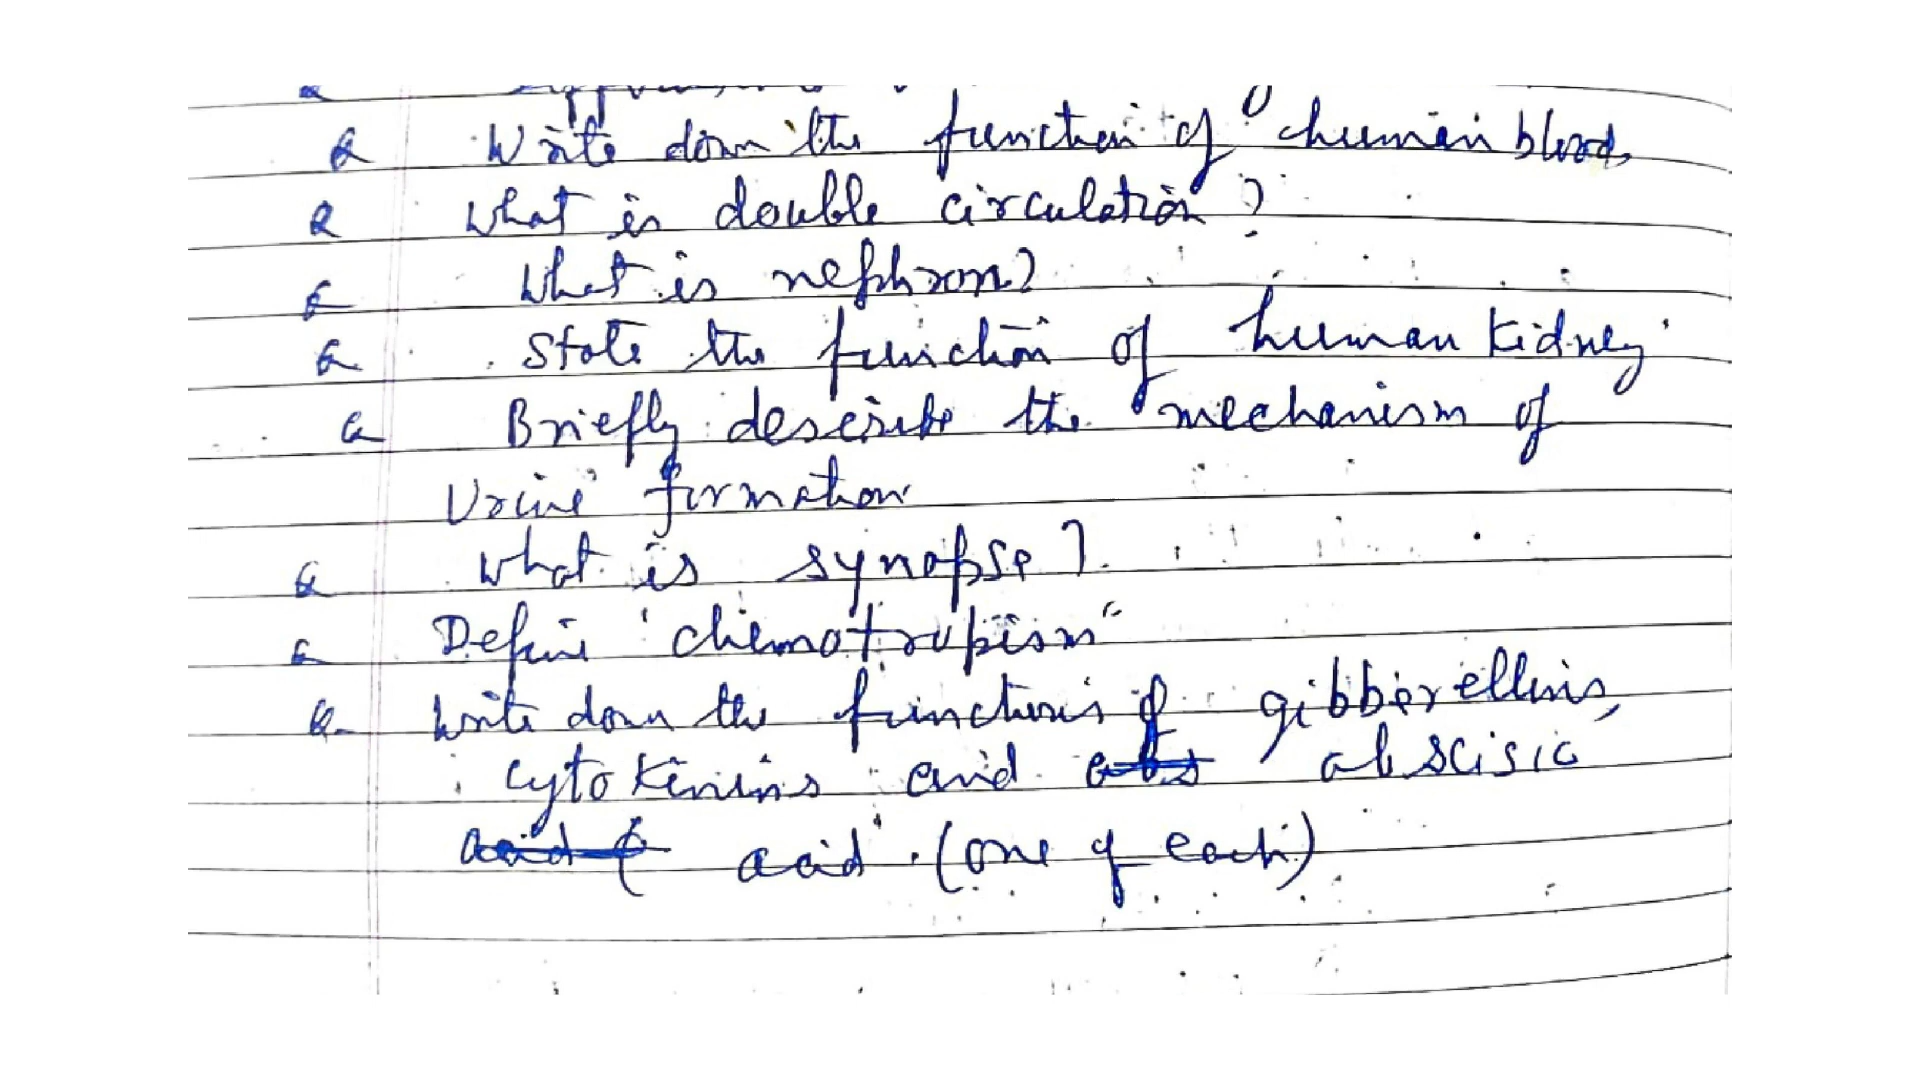 Q Write down the function of human blood.
Q What is double circulation?
Q What is nephron?
Q State the function of human kidney
Q Briefly describe the mechanism of
Urine formation
Q What is synapse?
Q Define "chemotropism"
Q. Write down the functions of gibberellins,
cytokinins and abs abscisic
acid ( acid. (one of each)